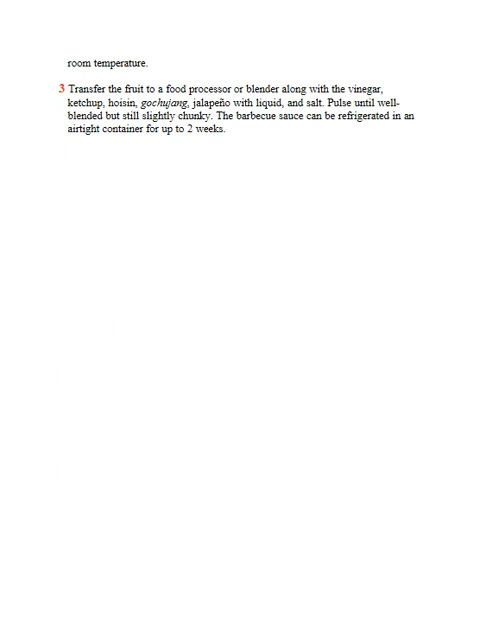 room temperature.
3 Transfer the fruit to a food processor or blender along with the vinegar,
ketchup, hoisin, gochujang, jalapeño with liquid, and salt. Pulse until well-
blended but still slightly chunky. The barbecue sauce can be refrigerated in an
airtight container for up to 2 weeks.